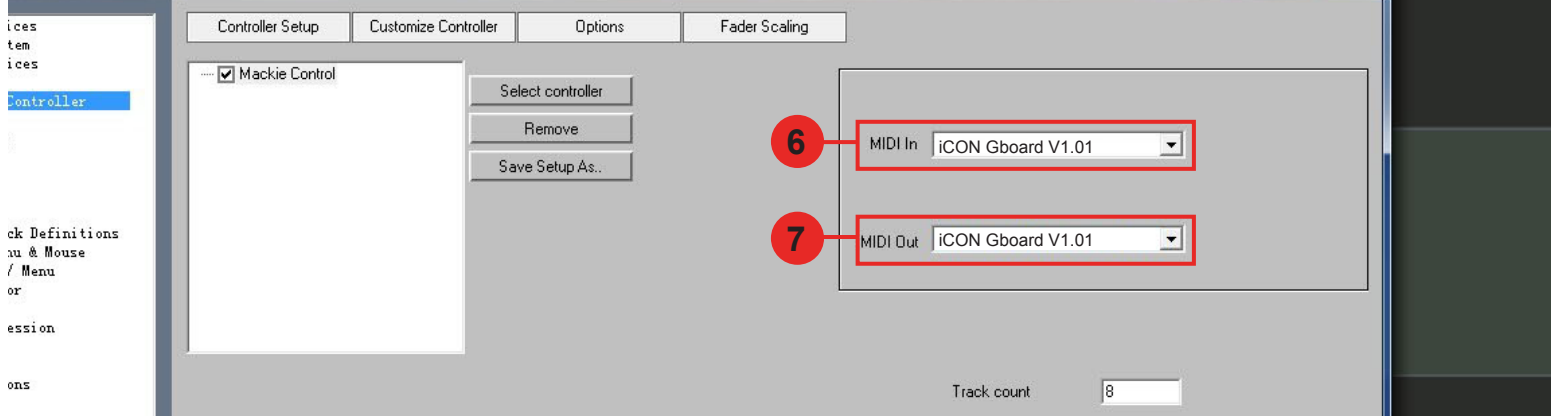 ices
tem
ices
Controller
ck Definitions
nu & Mouse
/ Menu
or
ession
ons
Controller Setup
Customize Controller
Options
Fader Scaling
Mackie Control
Select controller
Remove
Save Setup As..
6
MIDI In
iCON Gboard V1.01
7
MIDI Out
iCON Gboard V1.01
Track count
8